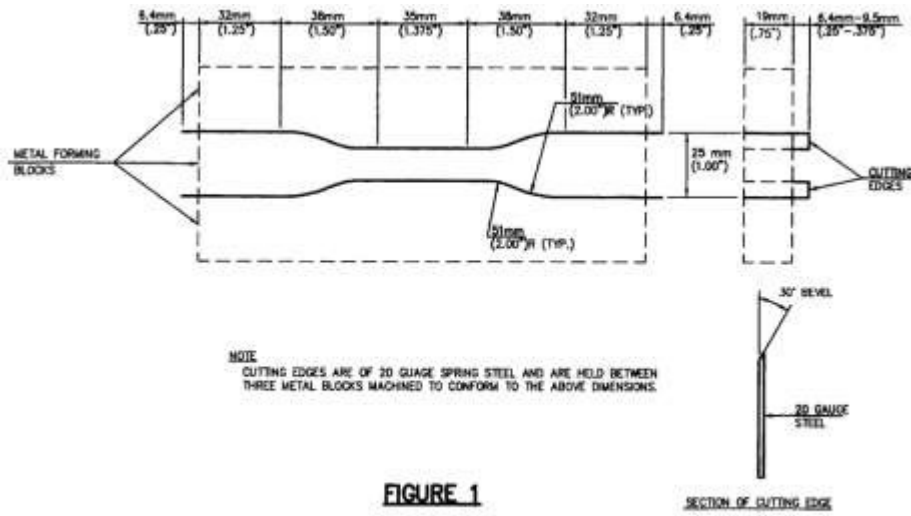 6.4mm 32mm 38mm 35mm 38mm 32mm 6.4mm 19mm 6.4mm-9.5mm
(.25") (1.25") (1.50") (1.375") (1.50") (1.25") (.25") (.75") (.25"-.375")
51mm
(2.00")R (TYP.)
METAL FORMING
BLOCKS
25 mm
(1.00")
CUTTING
EDGES
51mm
(2.00")R (TYP.)
30° BEVEL
NOTE
CUTTING EDGES ARE OF 20 GUAGE SPRING STEEL AND ARE HELD BETWEEN
THREE METAL BLOCKS MACHINED TO CONFORM TO THE ABOVE DIMENSIONS.
20 GAUGE
STEEL
FIGURE 1
SECTION OF CUTTING EDGE